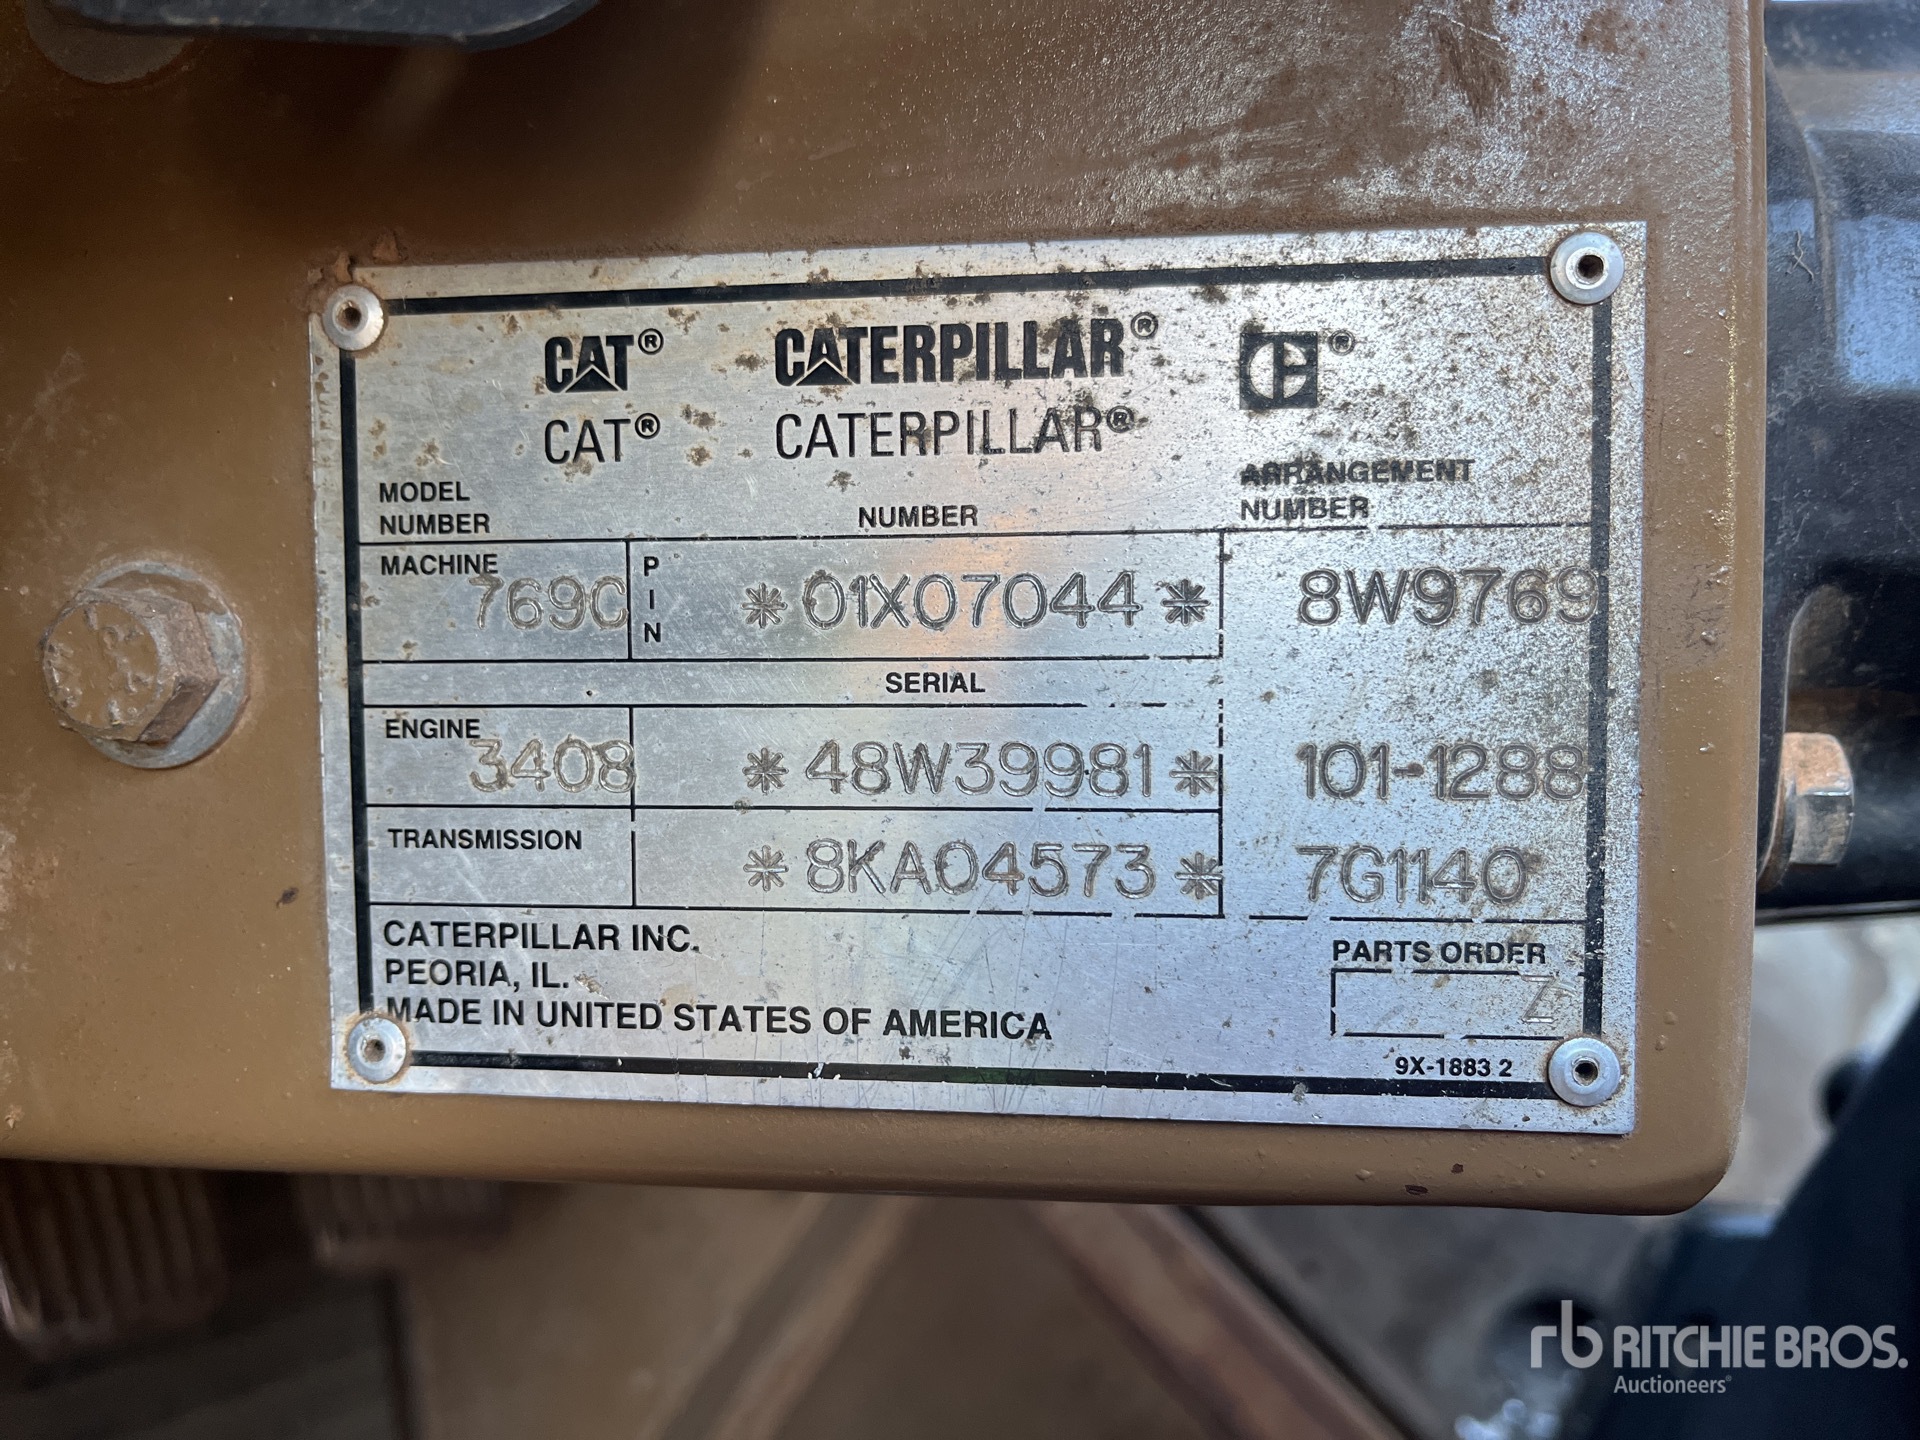 CAT® CATERPILLAR® ®
CAT® CATERPILLAR®
MODEL NUMBER
NUMBER
ARRANGEMENT NUMBER
MACHINE 769C PIN *01X07044* 8W9769
SERIAL
ENGINE 3408 *48W39981* 101-1288
TRANSMISSION *8KA04573* 7G1140
CATERPILLAR INC.
PEORIA, IL.
MADE IN UNITED STATES OF AMERICA
PARTS ORDER
Z
9X-1883 2
rb RITCHIE BROS.
Auctioneers®